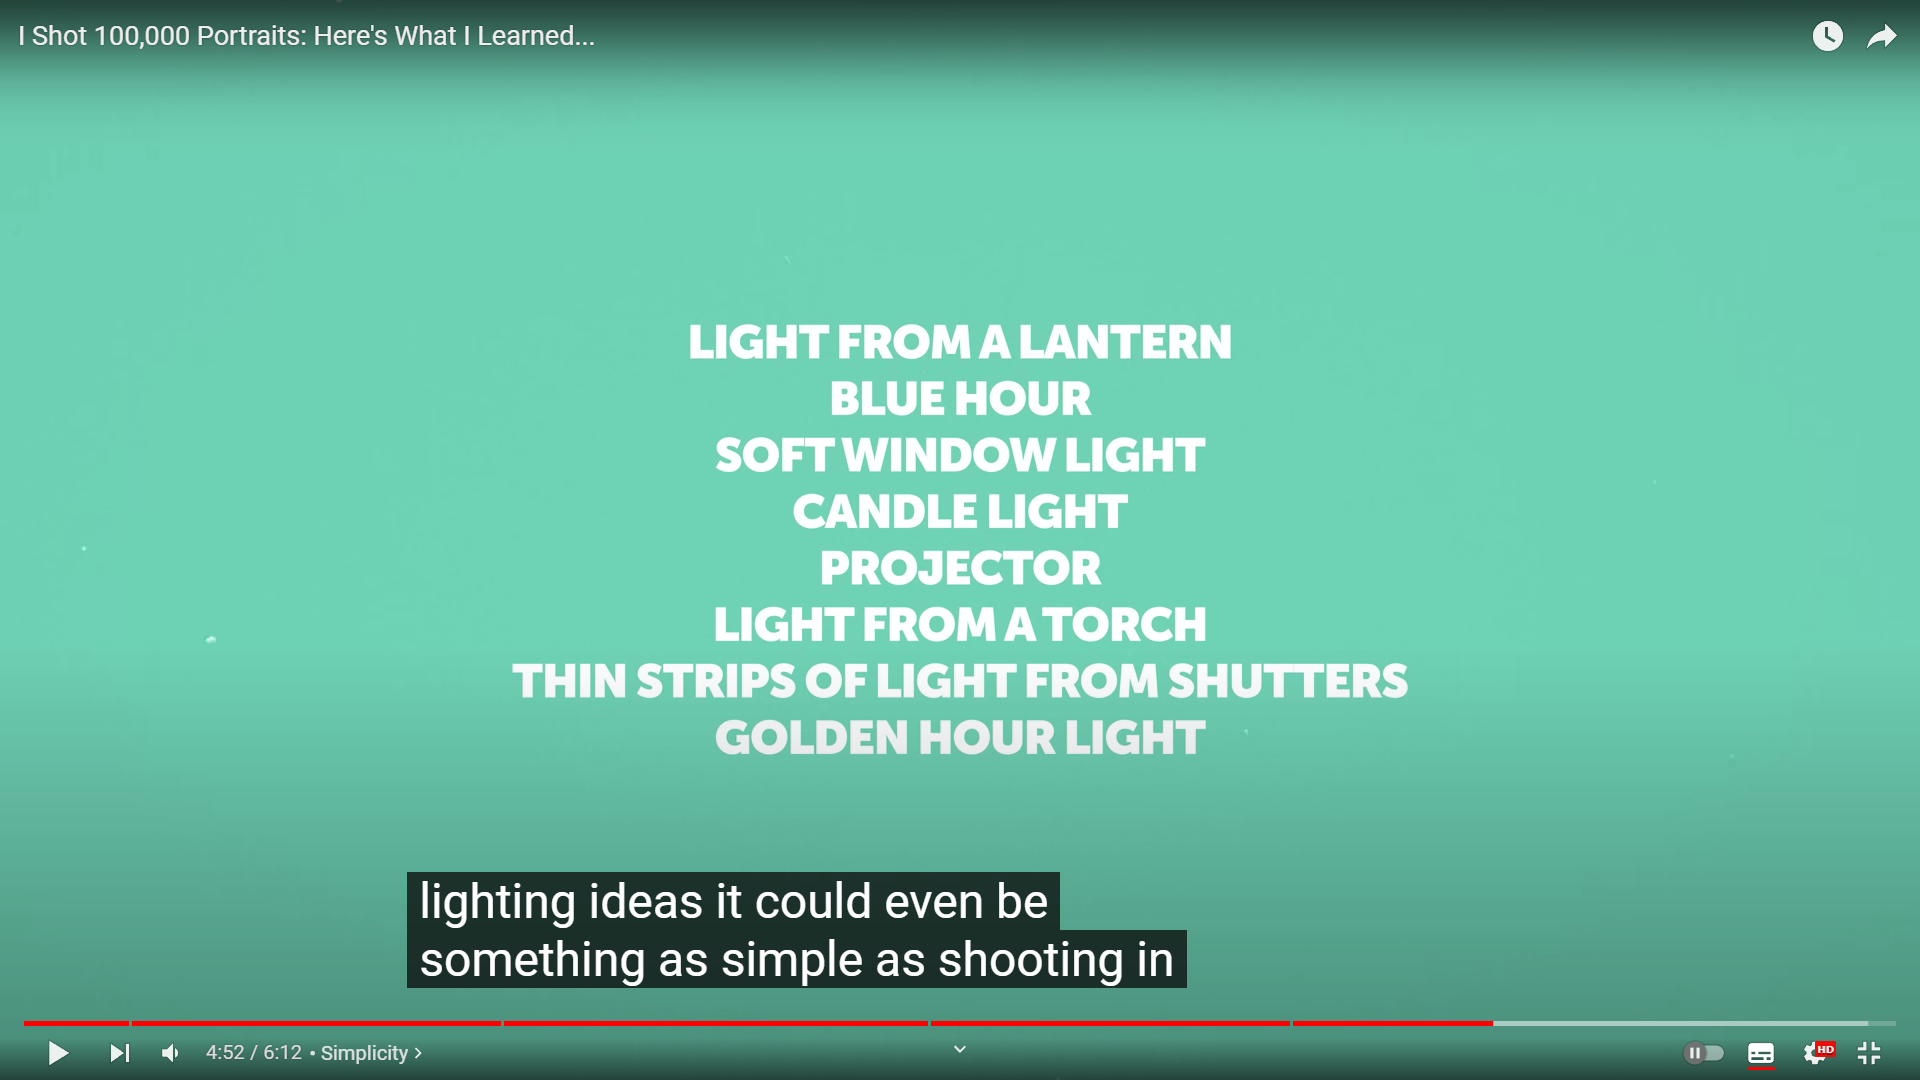 I Shot 100,000 Portraits: Here's What I Learned...
LIGHT FROM A LANTERN
BLUE HOUR
SOFT WINDOW LIGHT
CANDLE LIGHT
PROJECTOR
LIGHT FROM A TORCH
THIN STRIPS OF LIGHT FROM SHUTTERS
GOLDEN HOUR LIGHT
lighting ideas it could even be
something as simple as shooting in
4:52 / 6:12 • Simplicity
HD